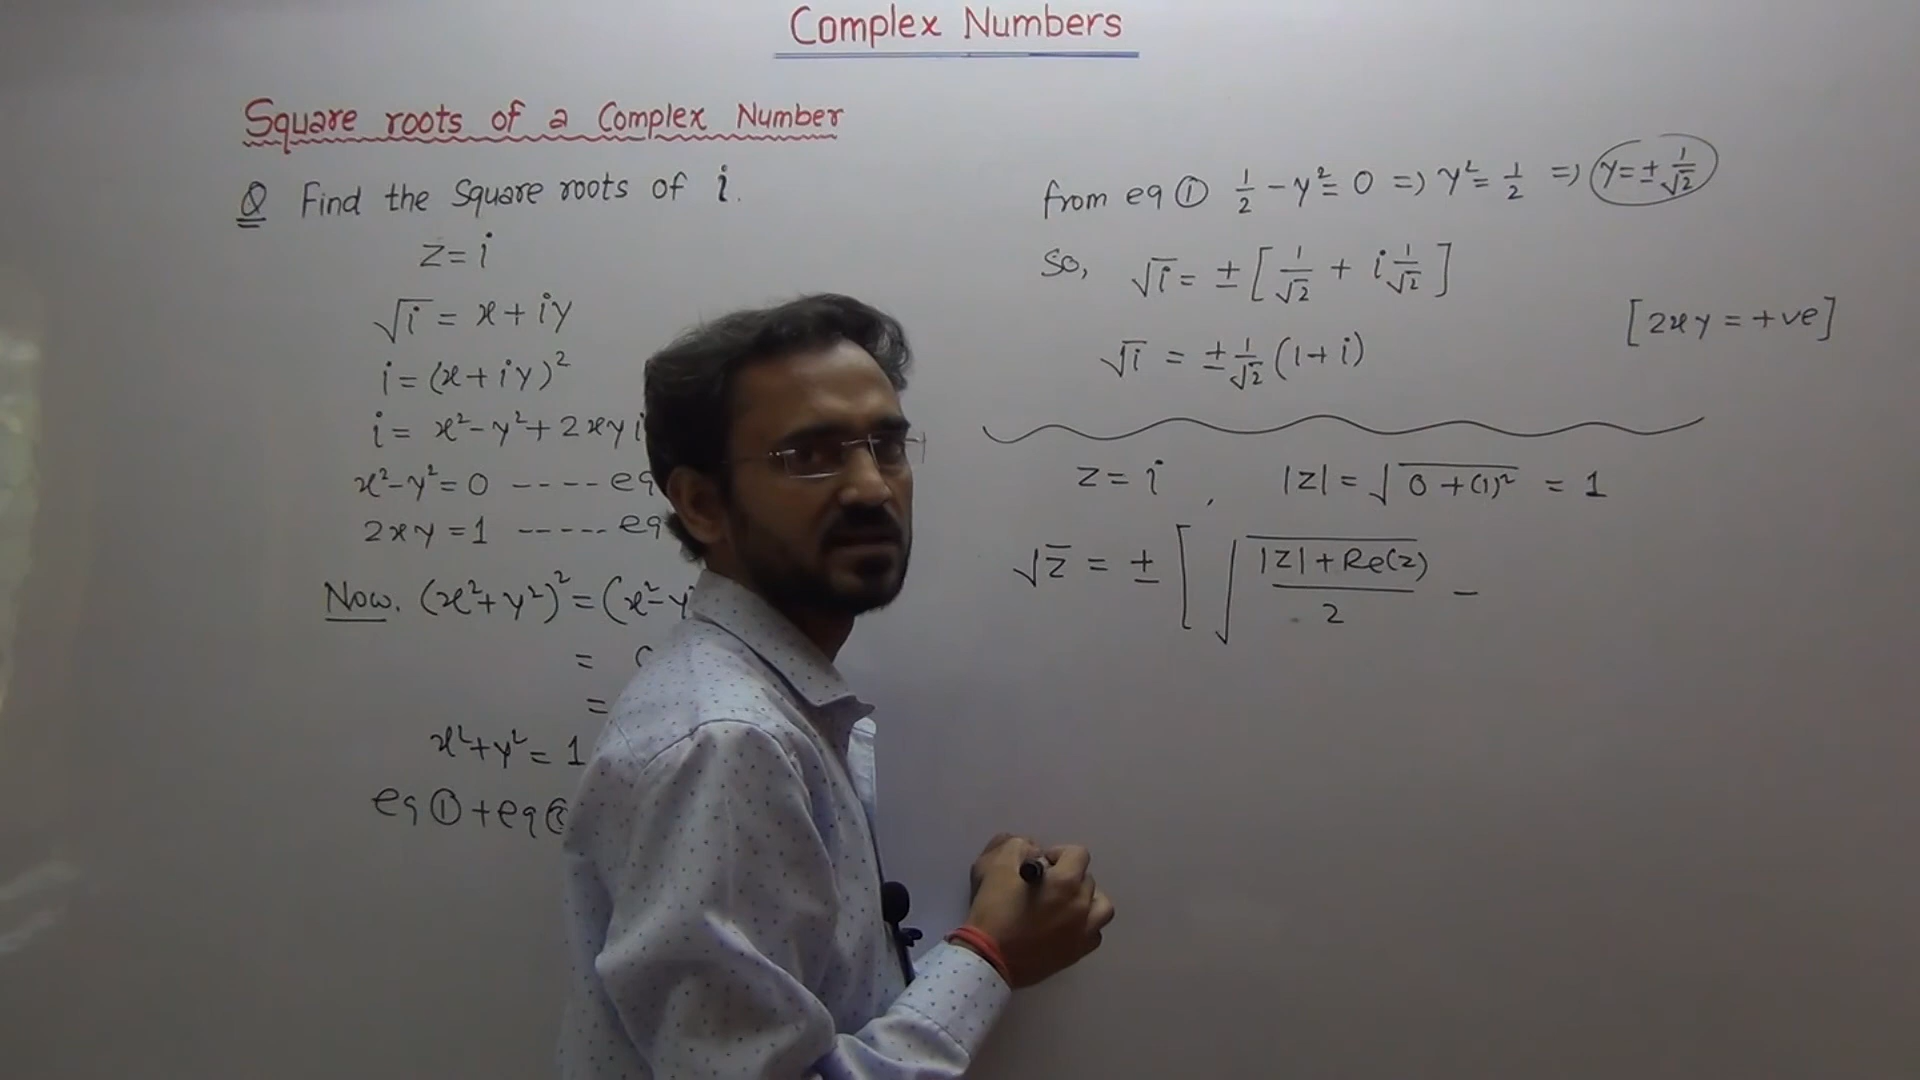 Complex Numbers
Square roots of a Complex Number
Q Find the Square roots of i.
z = i
√i = x + iy
i = (x + iy)²
i = x² - y² + 2xyi
x² - y² = 0 ---- eq
2xy = 1 ----- eq
Now. (x² + y²)² = (x² - y
=
=
x² + y² = 1
eq ① + eq
from eq ① 1/2 - y² = 0 => y² = 1/2 => y = ± 1/√2
So, √i = ± [1/√2 + i 1/√2]
[2xy = +ve]
√i = ± 1/√2 (1 + i)
z = i , |z| = √(0 + (1)²) = 1
√z = ± [ √((|z| + Re(z))/2) -